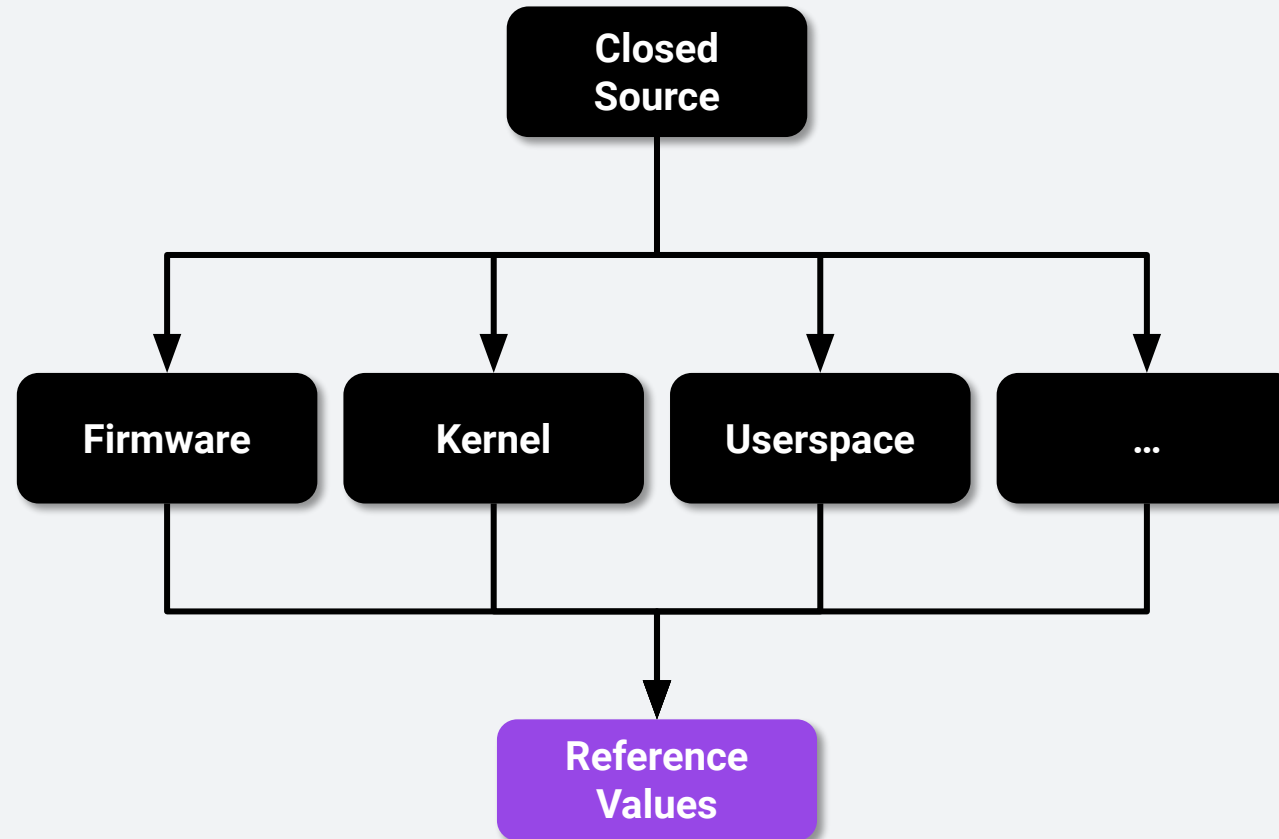 Closed
Source
Firmware
Kernel
Userspace
...
Reference
Values